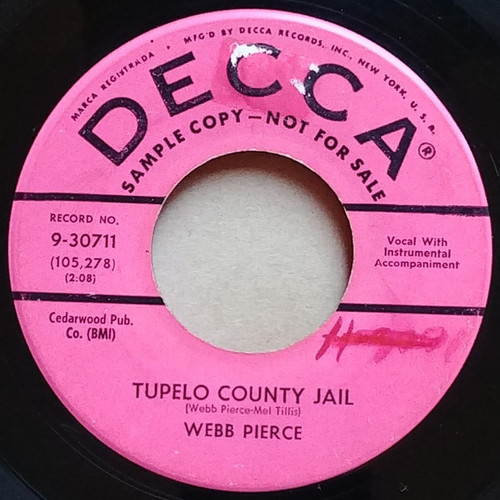 MARCA REGISTRADA • MFG'D BY DECCA RECORDS, INC., NEW YORK, U. S. A.
DECCA®
SAMPLE COPY—NOT FOR SALE
RECORD NO.
9-30711
(105,278)
(2:08)
Vocal With
Instrumental
Accompaniment
Cedarwood Pub.
Co. (BMI)
TUPELO COUNTY JAIL
(Webb Pierce-Mel Tillis)
WEBB PIERCE